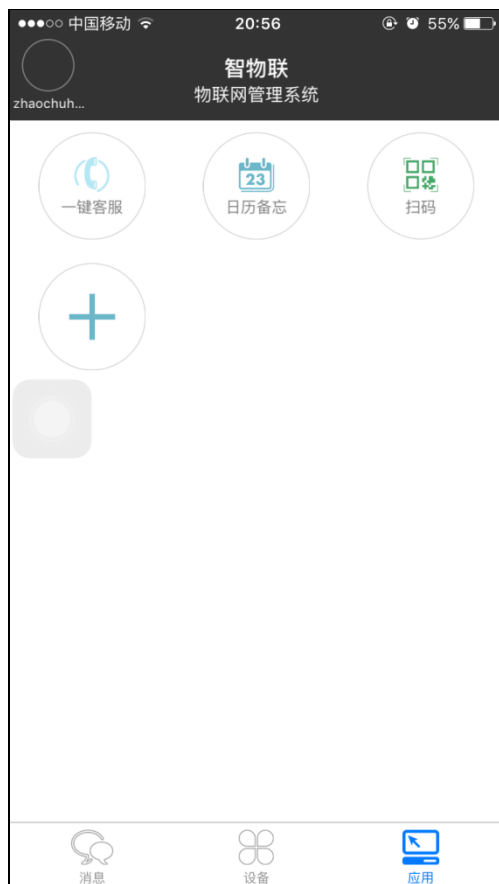 中国移动 20:56 55%
智物联
物联网管理系统
zhaochuh...
一键客服 23 日历备忘 扫码
消息 设备 应用